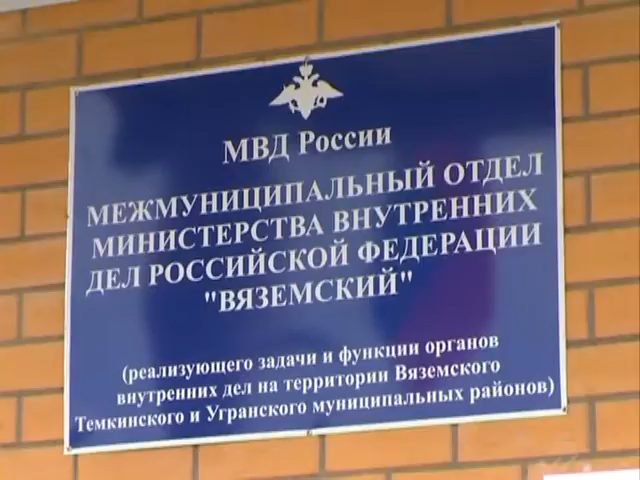 МВД России
МЕЖМУНИЦИПАЛЬНЫЙ ОТДЕЛ
МИНИСТЕРСТВА ВНУТРЕННИХ
ДЕЛ РОССИЙСКОЙ ФЕДЕРАЦИИ
"ВЯЗЕМСКИЙ"
(реализующего задачи и функции органов
внутренних дел на территории Вяземского
Темкинского и Угранского муниципальных районов)